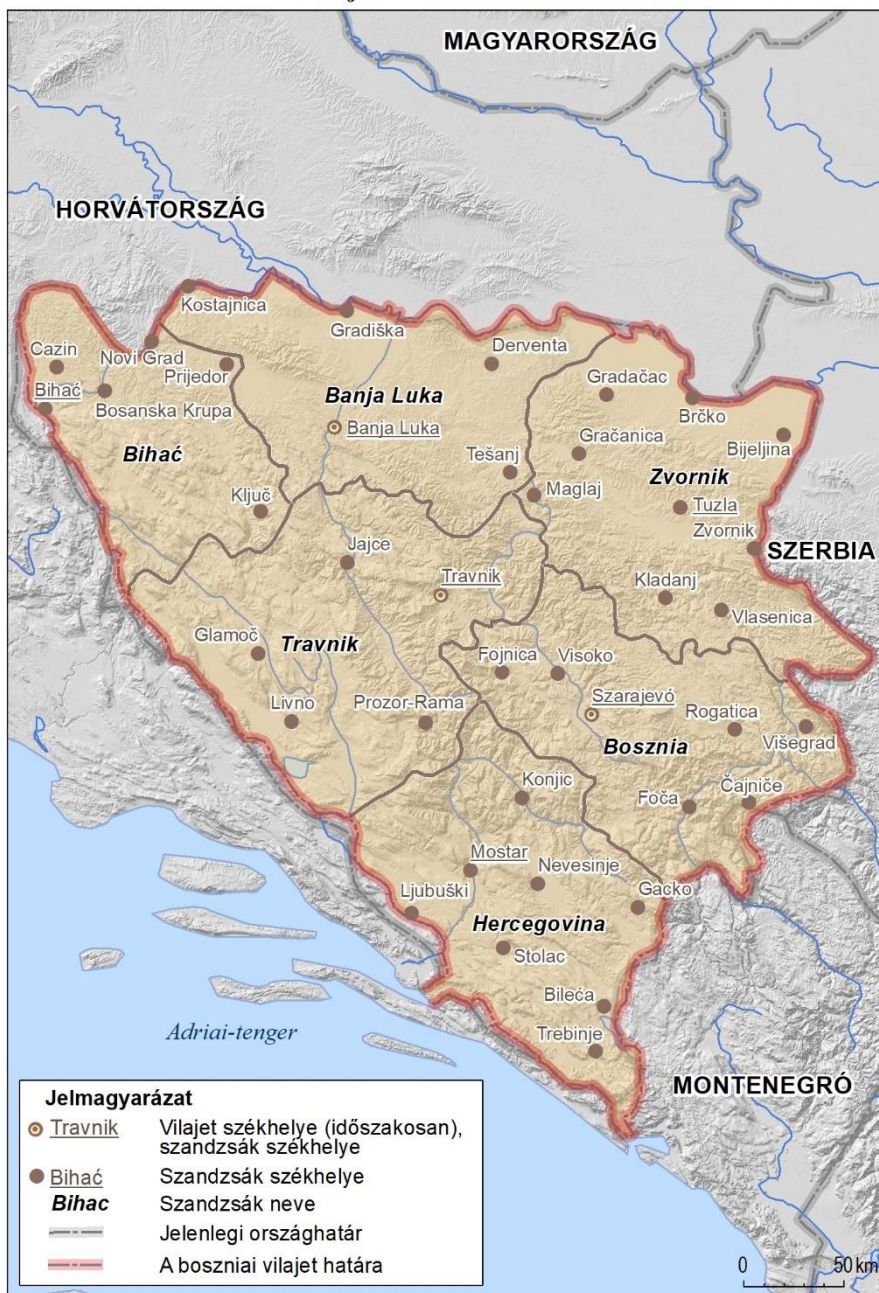 MAGYARORSZÁG
HORVÁTORSZÁG
Kostajnica
Gradiška
Cazin
Novi Grad
Derventa
Prijedor
Gradačac
Bihać
Banja Luka
Brčko
Bosanska Krupa
Banja Luka
Gračanica
Bijeljina
Bihać
Tešanj
Zvornik
Ključ
Maglaj
Tuzla
Zvornik
Jajce
SZERBIA
Travnik
Kladanj
Vlasenica
Glamoč
Travnik
Fojnica
Visoko
Szarajevó
Livno
Prozor-Rama
Rogatica
Bosznia
Višegrad
Konjic
Foča
Čajniče
Mostar
Nevesinje
Ljubuški
Gacko
Hercegovina
Stolac
Bileća
Adriai-tenger
Trebinje
MONTENEGRÓ
Jelmagyarázat
Travnik Vilajet székhelye (időszakosan),
szandzsák székhelye
Bihać Szandzsák székhelye
Bihac Szandzsák neve
Jelenlegi országhatár
A boszniai vilajet határa
0 50 km